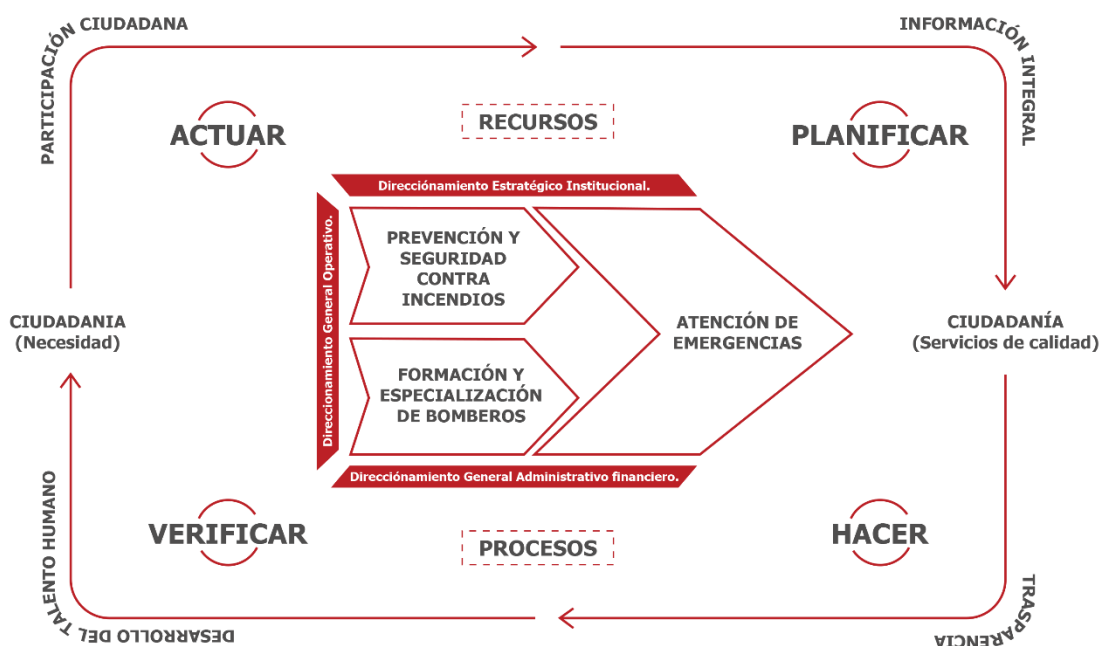 PARTICIPACIÓN CIUDADANA
INFORMACIÓN INTEGRAL
ACTUAR
RECURSOS
PLANIFICAR
Direcciónamiento Estratégico Institucional.
Direccionamiento General Operativo.
PREVENCIÓN Y
SEGURIDAD
CONTRA
INCENDIOS
CIUDADANIA
(Necesidad)
ATENCIÓN DE
EMERGENCIAS
CIUDADANÍA
(Servicios de calidad)
FORMACIÓN Y
ESPECIALIZACIÓN
DE BOMBEROS
Direcciónamiento General Administrativo financiero.
VERIFICAR
PROCESOS
HACER
DESARROLLO DEL TALENTO HUMANO
TRASPARENCIA